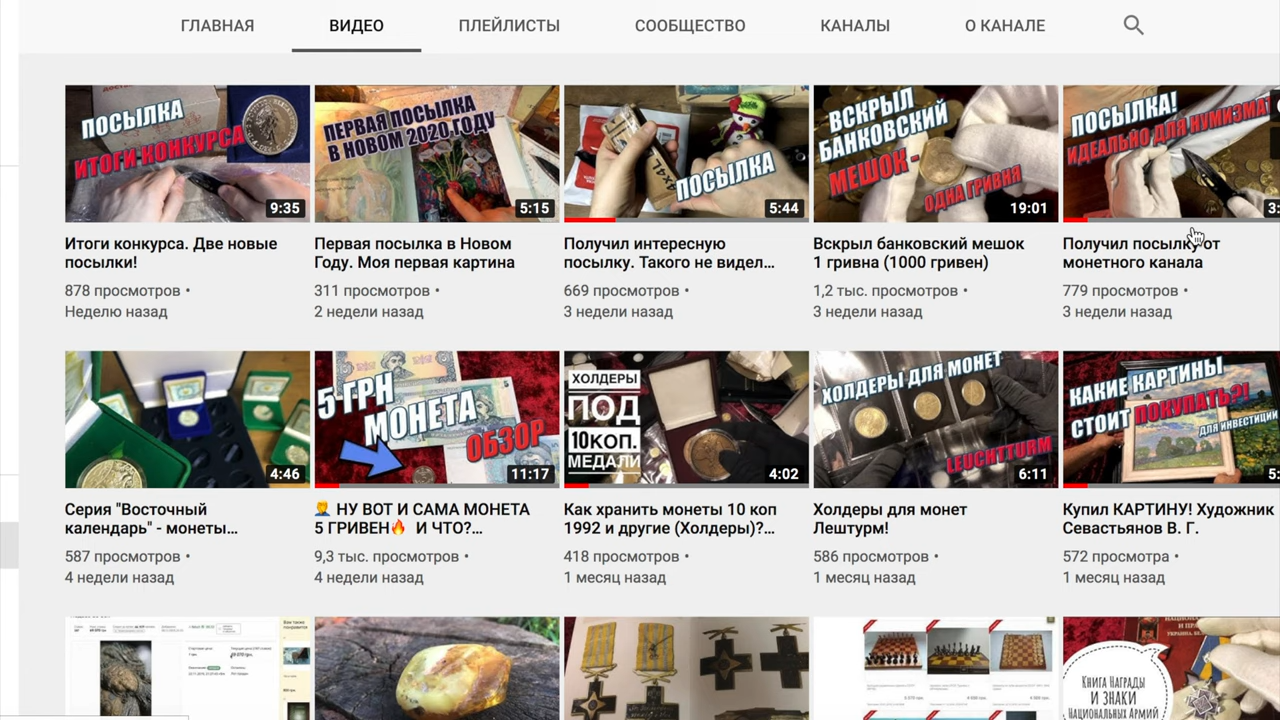 ГЛАВНАЯ ВИДЕО ПЛЕЙЛИСТЫ СООБЩЕСТВО КАНАЛЫ О КАНАЛЕ
ПОСЫЛКА
ИТОГИ КОНКУРСА
9:35
Итоги конкурса. Две новые
посылки!
878 просмотров •
Неделю назад
ПЕРВАЯ ПОСЫЛКА
В НОВОМ 2020 ГОДУ
5:15
Первая посылка в Новом
Году. Моя первая картина
311 просмотров •
2 недели назад
ПОСЫЛКА
5:44
Получил интересную
посылку. Такого не видел...
669 просмотров •
3 недели назад
ВСКРЫЛ
БАНКОВСКИЙ
МЕШОК -
ОДНА ГРИВНЯ
19:01
Вскрыл банковский мешок
1 гривна (1000 гривен)
1,2 тыс. просмотров •
3 недели назад
ПОСЫЛКА!
ИДЕАЛЬНО ДЛЯ НУМИЗМАТ
3:
Получил посылку от
монетного канала
779 просмотров •
3 недели назад
4:46
Серия "Восточный
календарь" - монеты...
587 просмотров •
4 недели назад
5 ГРН
МОНЕТА
ОБЗОР
11:17
НУ ВОТ И САМА МОНЕТА
5 ГРИВЕН🔥 И ЧТО?...
9,3 тыс. просмотров •
4 недели назад
ХОЛДЕРЫ
ПОД
10КОП.
МЕДАЛИ
4:02
Как хранить монеты 10 коп
1992 и другие (Холдеры)?...
418 просмотров •
1 месяц назад
ХОЛДЕРЫ ДЛЯ МОНЕТ
LEUCHTTURM
6:11
Холдеры для монет
Лештурм!
586 просмотров •
1 месяц назад
КАКИЕ КАРТИНЫ
СТОИТ ПОКУПАТЬ?!
ДЛЯ ИНВЕСТИЦИ
5:
Купил КАРТИНУ! Художник
Севастьянов В. Г.
572 просмотра •
1 месяц назад
КНИГА НАГРАДЫ
И ЗНАКИ
НАЦИОНАЛЬНЫХ АРМИЙ